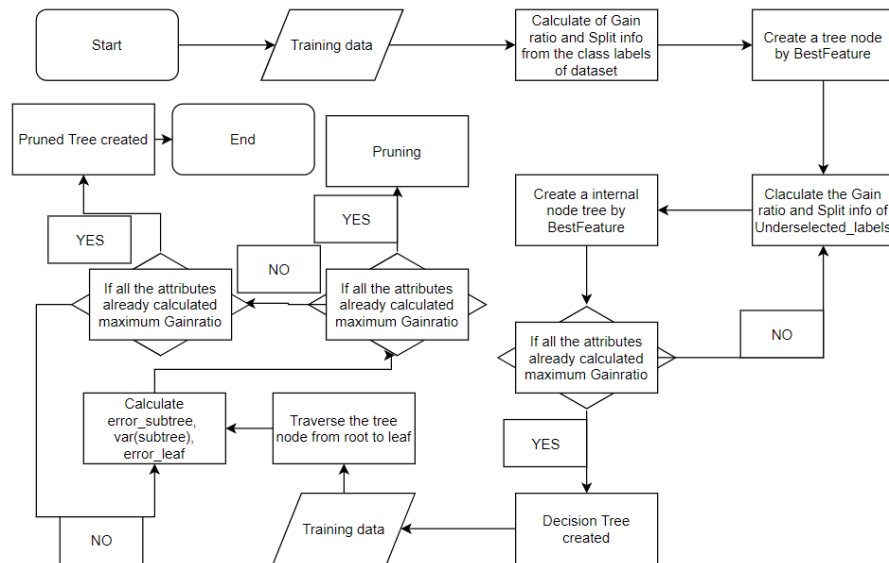 Start
Training data
Calculate of Gain
ratio and Split info
from the class labels
of dataset
Create a tree node
by BestFeature
Pruned Tree created
End
Pruning
Create a internal
node tree by
BestFeature
Claculate the Gain
ratio and Split info of
Underselected_labels
YES
YES
NO
If all the attributes
already calculated
maximum Gainratio
If all the attributes
already calculated
maximum Gainratio
If all the attributes
already calculated
maximum Gainratio
NO
Calculate
error_subtree,
var(subtree),
error_leaf
Traverse the tree
node from root to leaf
YES
NO
Training data
Decision Tree
created